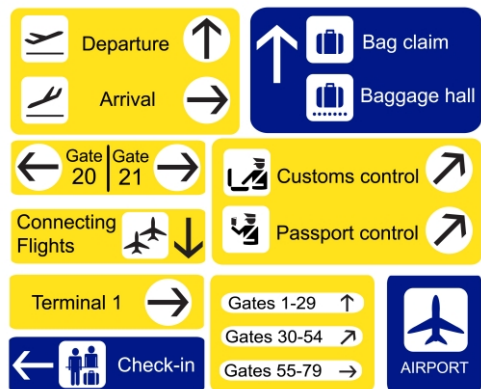 Departure
Arrival
Bag claim
Baggage hall
Gate 20
Gate 21
Customs control
Passport control
Connecting
Flights
Terminal 1
Gates 1-29
Gates 30-54
Gates 55-79
Check-in
AIRPORT